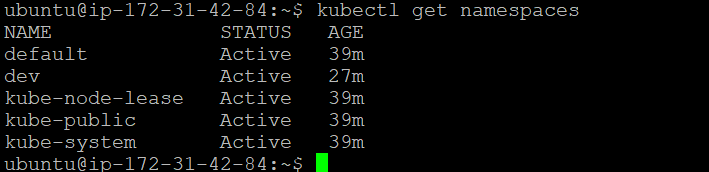 ubuntu@ip-172-31-42-84:~$ kubectl get namespaces
NAME              STATUS   AGE
default           Active   39m
dev               Active   27m
kube-node-lease   Active   39m
kube-public       Active   39m
kube-system       Active   39m
ubuntu@ip-172-31-42-84:~$